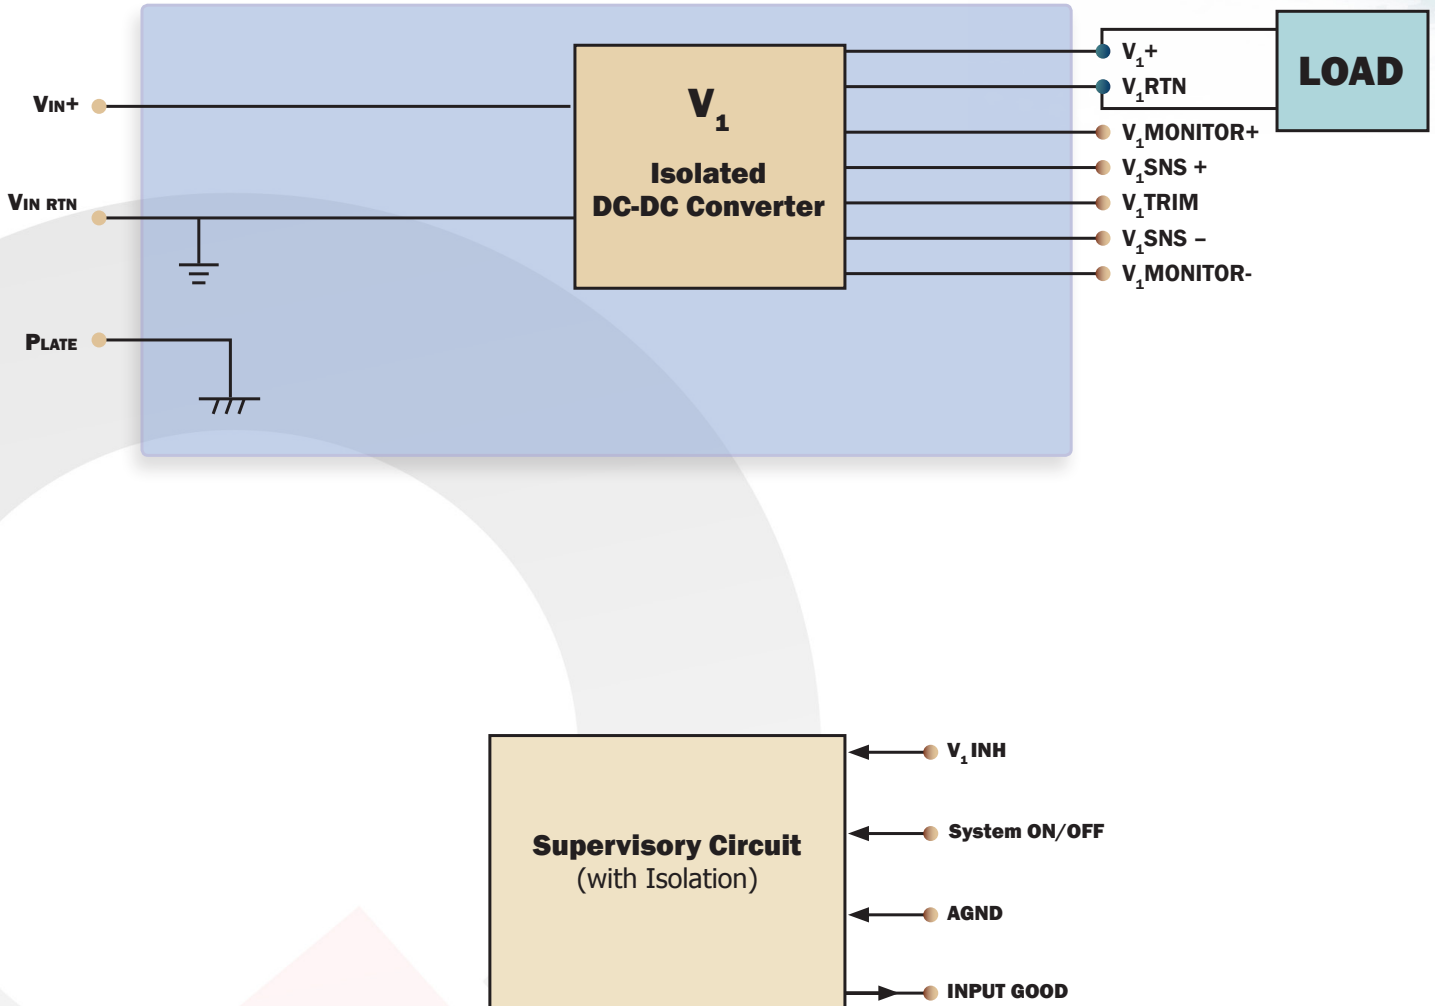 VIN+
VIN RTN
PLATE
V1
Isolated
DC-DC Converter
V1+
V1RTN
V1MONITOR+
V1SNS +
V1TRIM
V1SNS –
V1MONITOR-
LOAD
Supervisory Circuit
(with Isolation)
V1 INH
System ON/OFF
AGND
INPUT GOOD